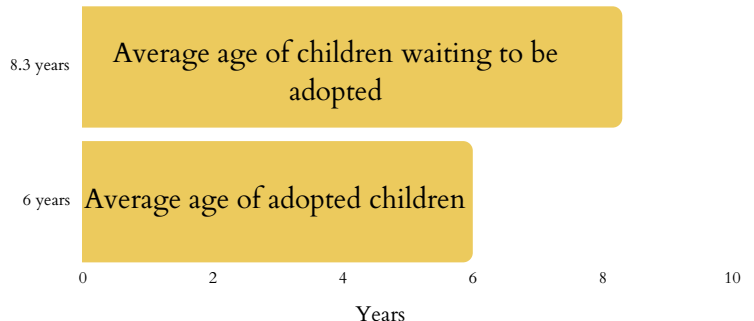 8.3 years
Average age of children waiting to be
adopted
6 years
Average age of adopted children
0 2 4 6 8 10
Years